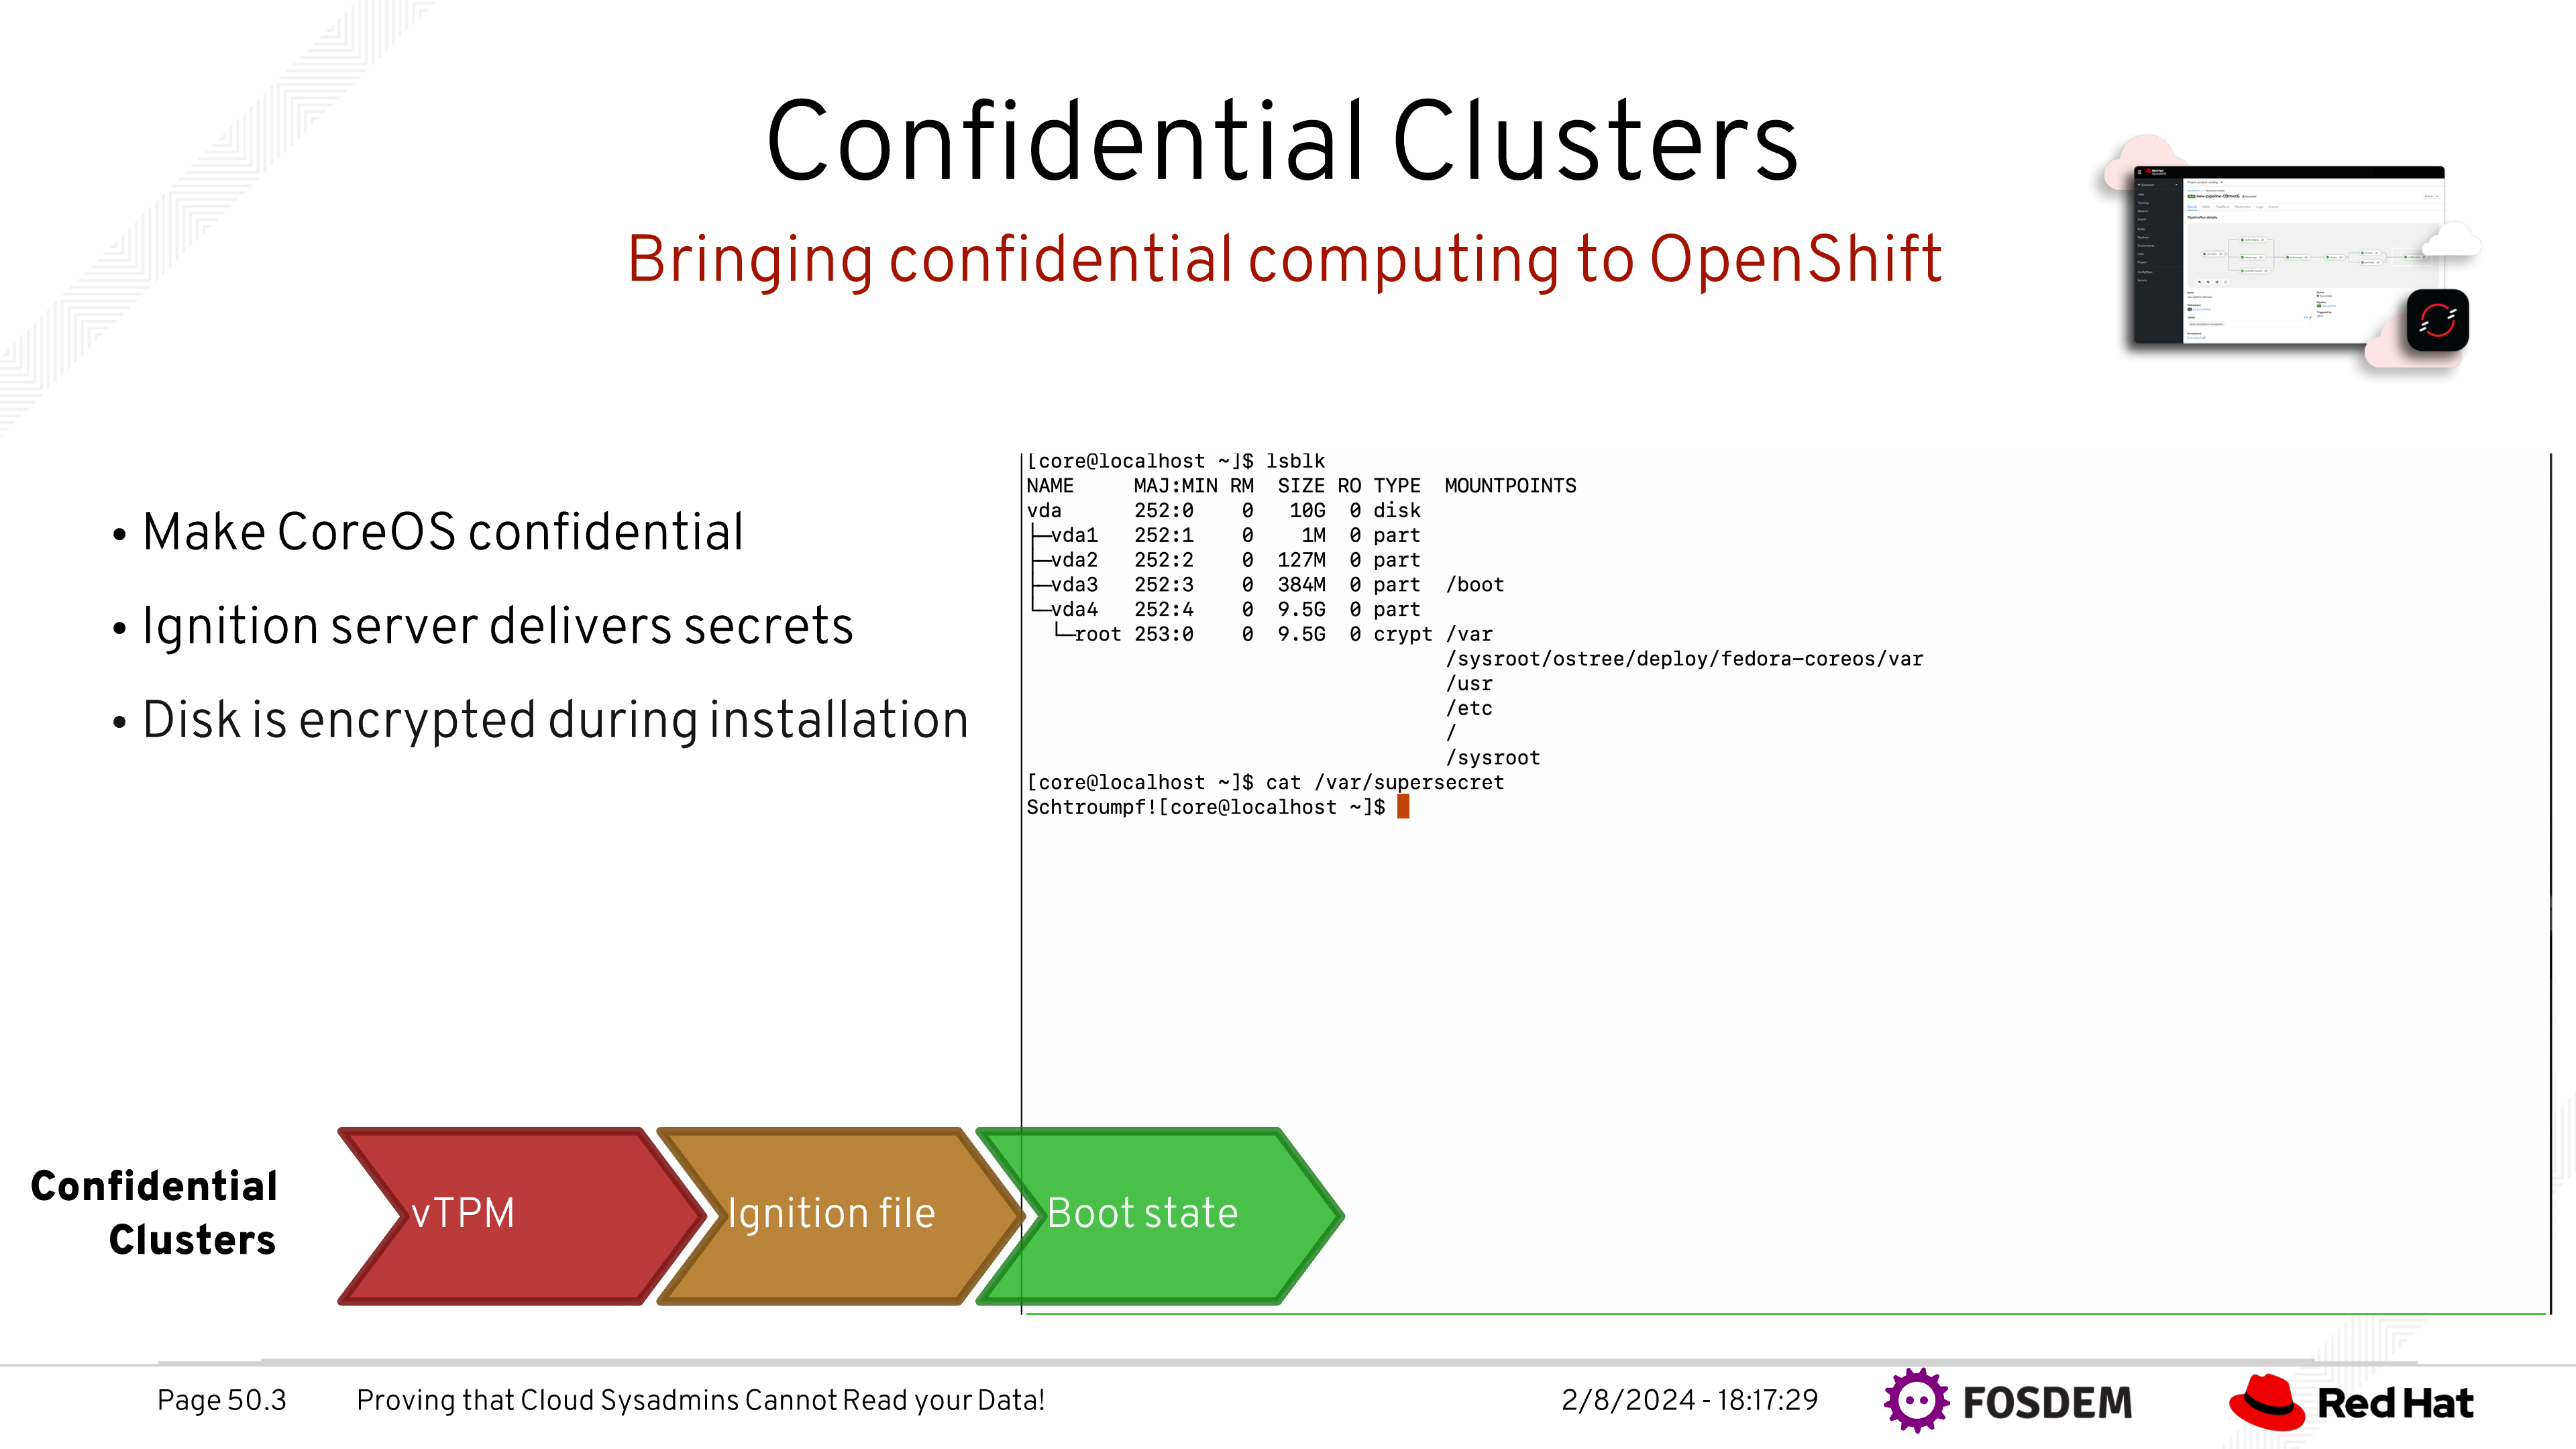 Confidential Clusters
Bringing confidential computing to OpenShift
• Make CoreOS confidential
• Ignition server delivers secrets
• Disk is encrypted during installation
[core@localhost ~]$ lsblk
NAME     MAJ:MIN RM  SIZE RO TYPE  MOUNTPOINTS
vda      252:0    0   10G  0 disk
├─vda1   252:1    0    1M  0 part
├─vda2   252:2    0  127M  0 part
├─vda3   252:3    0  384M  0 part  /boot
└─vda4   252:4    0  9.5G  0 part
  └─root 253:0    0  9.5G  0 crypt /var
/sysroot/ostree/deploy/fedora-coreos/var
/usr
/etc
/
/sysroot
[core@localhost ~]$ cat /var/supersecret
Schtroumpf![core@localhost ~]$
Confidential
Clusters
vTPM
Ignition file
Boot state
Page 50.3
Proving that Cloud Sysadmins Cannot Read your Data!
2/8/2024 - 18:17:29
FOSDEM
Red Hat